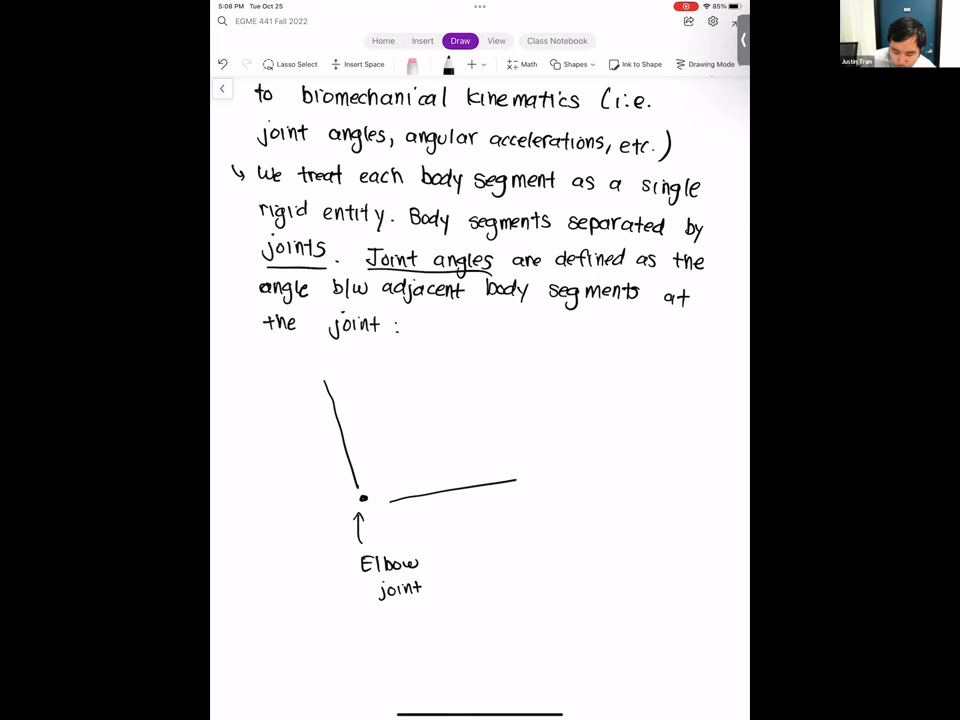 5:08 PM Tue Oct 25
85%
EGME 441 Fall 2022
Home Insert Draw View Class Notebook
Lasso Select Insert Space Math Shapes Ink to Shape Drawing Mode
Justin Tran
to biomechanical kinematics (i.e.
joint angles, angular accelerations, etc.)
↳ We treat each body segment as a single
rigid entity. Body segments separated by
joints. Joint angles are defined as the
angle b/w adjacent body segments at
the joint :
Elbow
joint